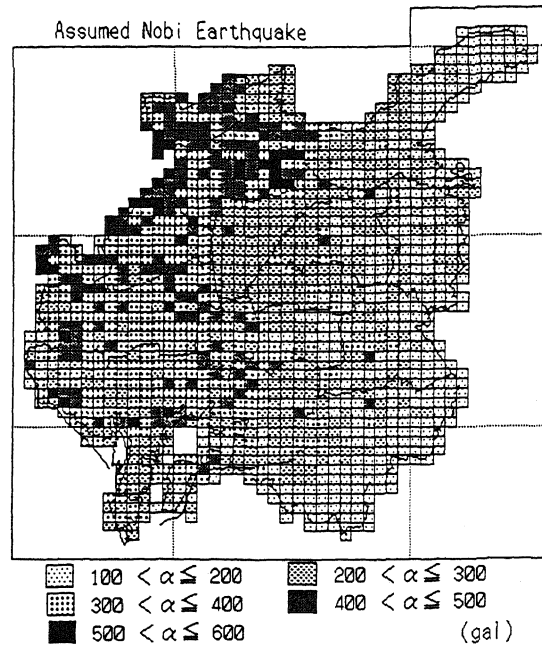 Assumed Nobi Earthquake
100 < α ≦ 200
200 < α ≦ 300
300 < α ≦ 400
400 < α ≦ 500
500 < α ≦ 600
(gal)